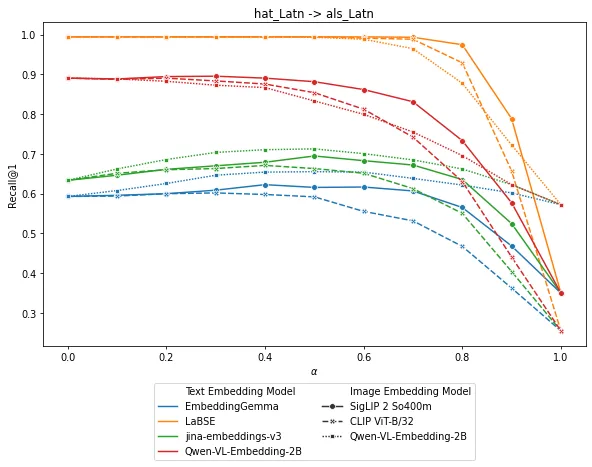 hat_Latn -> als_Latn
Recall@1
1.0
0.9
0.8
0.7
0.6
0.5
0.4
0.3
0.0 0.2 0.4 0.6 0.8 1.0
α
Text Embedding Model Image Embedding Model
EmbeddingGemma SigLIP 2 So400m
LaBSE CLIP ViT-B/32
jina-embeddings-v3 Qwen-VL-Embedding-2B
Qwen-VL-Embedding-2B